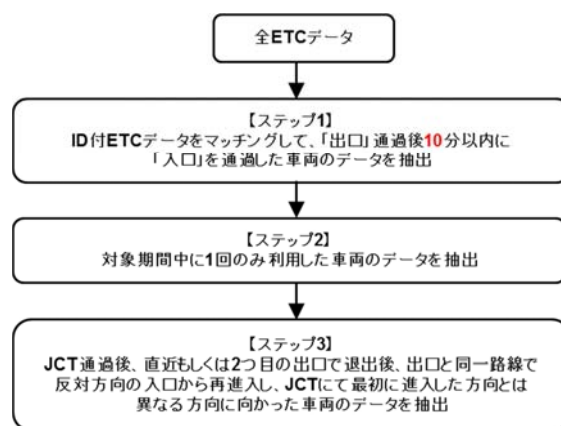 全ETCデータ
【ステップ1】
ID付ETCデータをマッチングして、「出口」通過後10分以内に
「入口」を通過した車両のデータを抽出
【ステップ2】
対象期間中に1回のみ利用した車両のデータを抽出
【ステップ3】
JCT通過後、直近もしくは2つ目の出口で退出後、出口と同一路線で
反対方向の入口から再進入し、JCTにて最初に進入した方向とは
異なる方向に向かった車両のデータを抽出